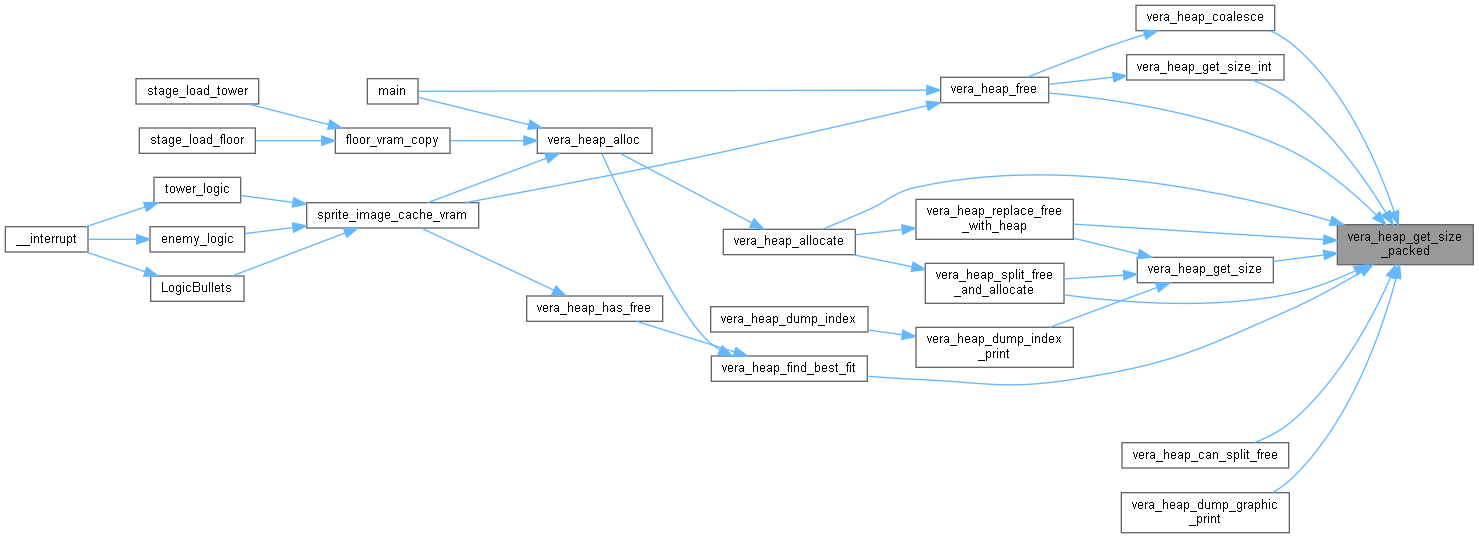 vera_heap_coalesce
vera_heap_get_size_int
stage_load_tower
main
vera_heap_free
stage_load_floor
floor_vram_copy
vera_heap_alloc
tower_logic
sprite_image_cache_vram
vera_heap_replace_free
_with_heap
__interrupt
enemy_logic
vera_heap_allocate
vera_heap_get_size
_packed
vera_heap_get_size
vera_heap_split_free
_and_allocate
LogicBullets
vera_heap_has_free
vera_heap_dump_index
vera_heap_dump_index
_print
vera_heap_find_best_fit
vera_heap_can_split_free
vera_heap_dump_graphic
_print